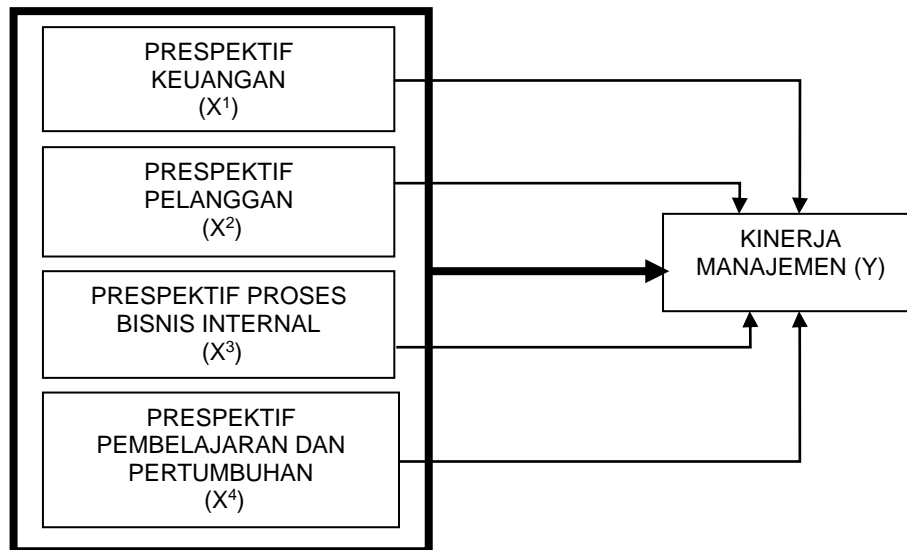 PRESPEKTIF
KEUANGAN
(X¹)
PRESPEKTIF
PELANGGAN
(X²)
PRESPEKTIF PROSES
BISNIS INTERNAL
(X³)
PRESPEKTIF
PEMBELAJARAN DAN
PERTUMBUHAN
(X⁴)
KINERJA
MANAJEMEN (Y)